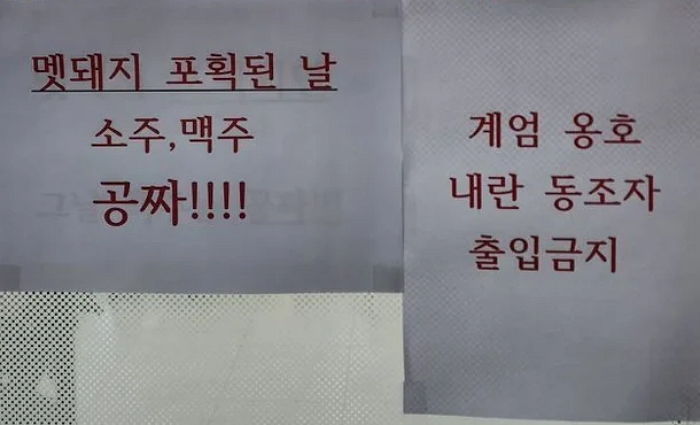 멧돼지 포획된 날
소주,맥주
공짜!!!!
계엄 옹호
내란 동조자
출입금지